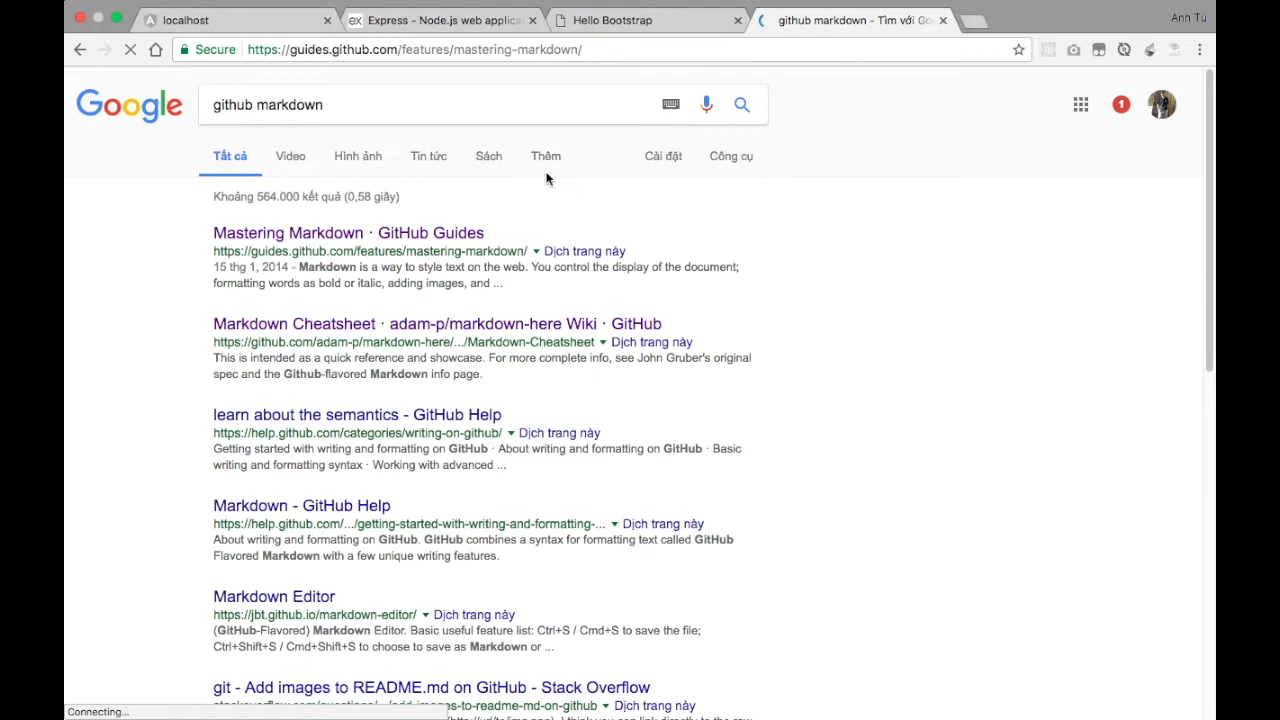 localhost
Express - Node.js web applica
Hello Bootstrap
github markdown - Tìm với Go
Anh Tú
Secure
https://guides.github.com/features/mastering-markdown/
Google
github markdown
1
Tất cả
Video
Hình ảnh
Tin tức
Sách
Thêm
Cài đặt
Công cụ
Khoảng 564.000 kết quả (0,58 giây)
Mastering Markdown · GitHub Guides
https://guides.github.com/features/mastering-markdown/ Dịch trang này
15 thg 1, 2014 - Markdown is a way to style text on the web. You control the display of the document;
formatting words as bold or italic, adding images, and ...
Markdown Cheatsheet · adam-p/markdown-here Wiki · GitHub
https://github.com/adam-p/markdown-here/.../Markdown-Cheatsheet Dịch trang này
This is intended as a quick reference and showcase. For more complete info, see John Gruber's original
spec and the Github-flavored Markdown info page.
learn about the semantics - GitHub Help
https://help.github.com/categories/writing-on-github/ Dịch trang này
Getting started with writing and formatting on GitHub · About writing and formatting on GitHub · Basic
writing and formatting syntax · Working with advanced ...
Markdown - GitHub Help
https://help.github.com/.../getting-started-with-writing-and-formatting-... Dịch trang này
About writing and formatting on GitHub. GitHub combines a syntax for formatting text called GitHub
Flavored Markdown with a few unique writing features.
Markdown Editor
https://jbt.github.io/markdown-editor/ Dịch trang này
(GitHub-Flavored) Markdown Editor. Basic useful feature list: Ctrl+S / Cmd+S to save the file;
Ctrl+Shift+S / Cmd+Shift+S to choose to save as Markdown or ...
git - Add images to README.md on GitHub - Stack Overflow
Dịch trang này
Connecting...